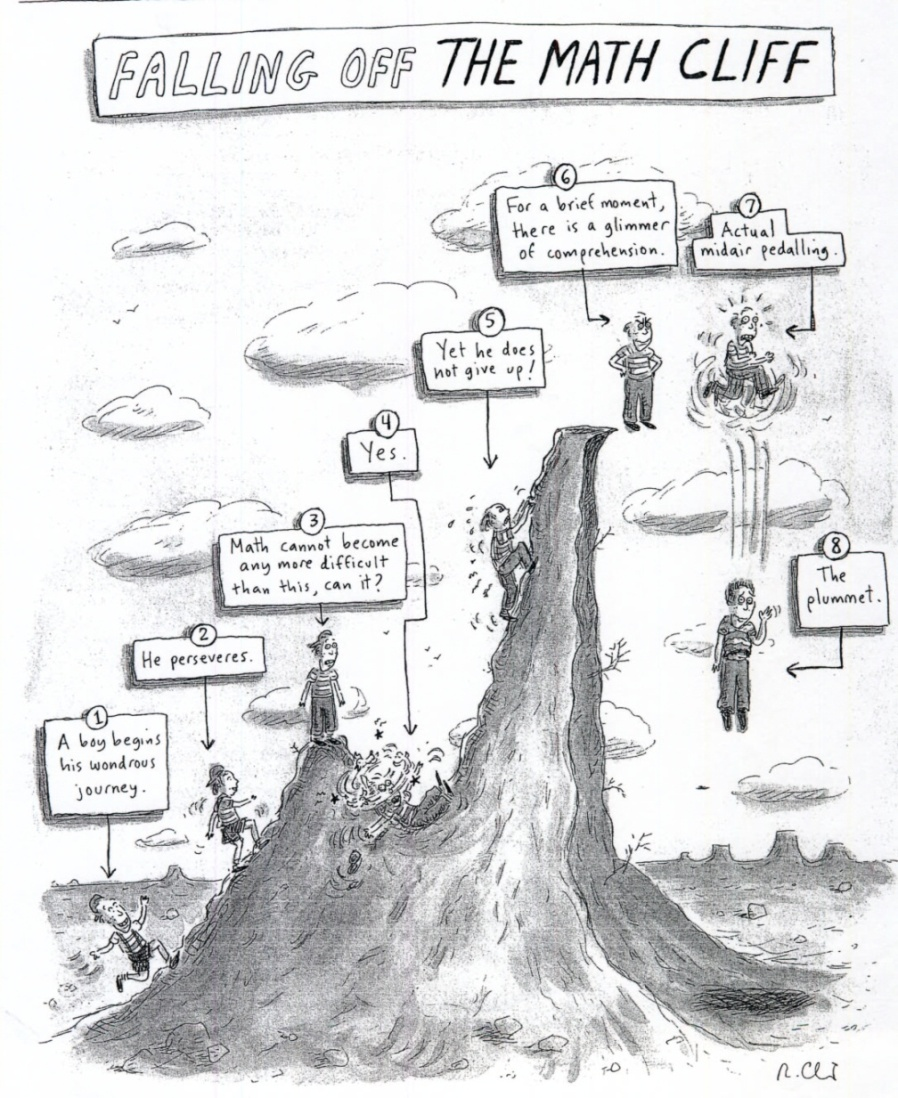 FALLING OFF THE MATH CLIFF
1
A boy begins
his wondrous
journey.
2
He perseveres.
3
Math cannot become
any more difficult
than this, can it?
4
Yes.
5
Yet he does
not give up!
6
For a brief moment,
there is a glimmer
of comprehension.
7
Actual
midair pedalling.
8
The
plummet.